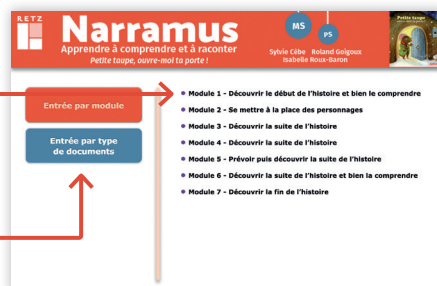 RETZ
Narramus
Apprendre à comprendre et à raconter
Petite taupe, ouvre-moi ta porte !
MS
PS
Sylvie Cèbe Roland Goigoux
Isabelle Roux-Baron
Petite taupe
Entrée par module
Entrée par type
de documents
Module 1 - Découvrir le début de l'histoire et bien le comprendre
Module 2 - Se mettre à la place des personnages
Module 3 - Découvrir la suite de l'histoire
Module 4 - Découvrir la suite de l'histoire
Module 5 - Prévoir puis découvrir la suite de l'histoire
Module 6 - Découvrir la suite de l'histoire et bien la comprendre
Module 7 - Découvrir la fin de l'histoire